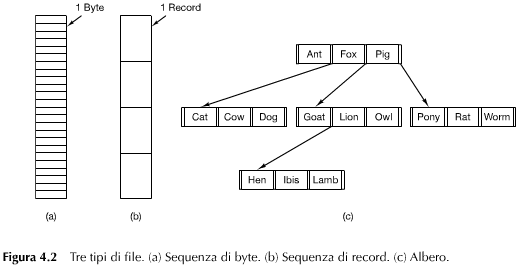 1 Byte
1 Record
Ant Fox Pig
Cat Cow Dog
Goat Lion Owl
Pony Rat Worm
Hen Ibis Lamb
(a)
(b)
(c)
Figura 4.2 Tre tipi di file. (a) Sequenza di byte. (b) Sequenza di record. (c) Albero.